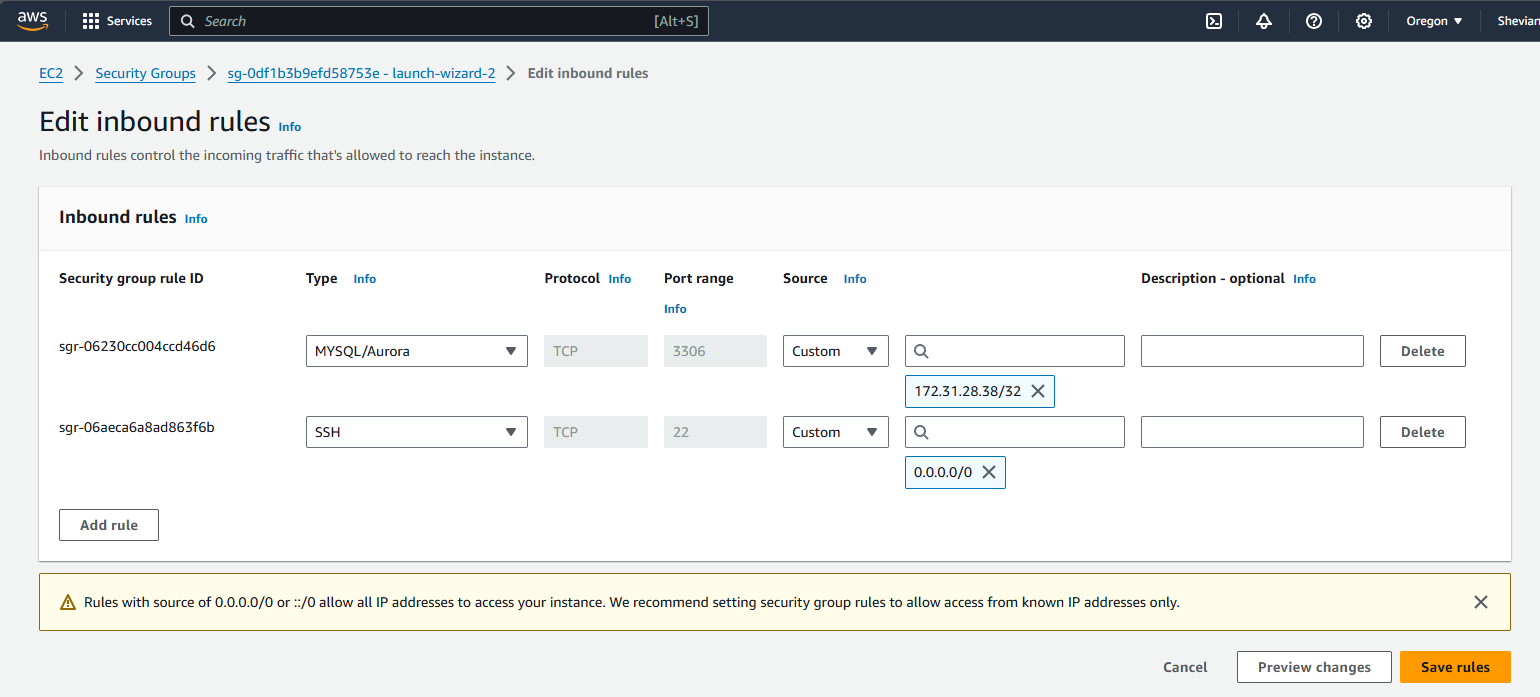 aws Services Search [Alt+S] Oregon Shevian
EC2 Security Groups sg-0df1b3b9efd58753e - launch-wizard-2 Edit inbound rules
Edit inbound rules Info
Inbound rules control the incoming traffic that's allowed to reach the instance.
Inbound rules Info
Security group rule ID Type Info Protocol Info Port range Source Info Description - optional Info
Info
sgr-06230cc004ccd46d6 MYSQL/Aurora TCP 3306 Custom Delete
172.31.28.38/32
sgr-06aeca6a8ad863f6b SSH TCP 22 Custom Delete
0.0.0.0/0
Add rule
Rules with source of 0.0.0.0/0 or ::/0 allow all IP addresses to access your instance. We recommend setting security group rules to allow access from known IP addresses only.
Cancel Preview changes Save rules